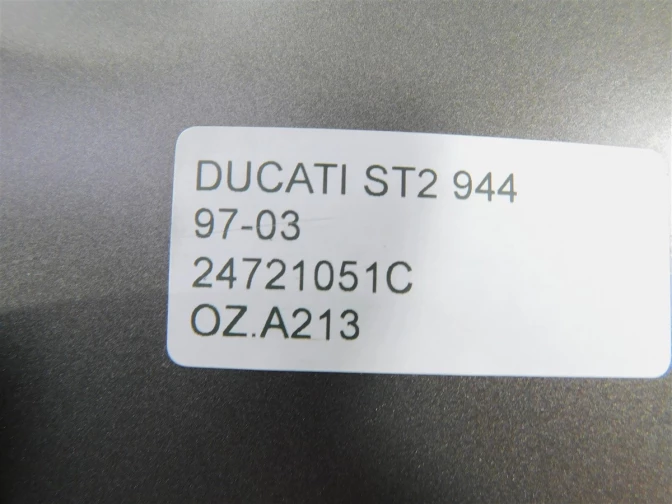 DUCATI ST2 944
97-03
24721051C
OZ.A213